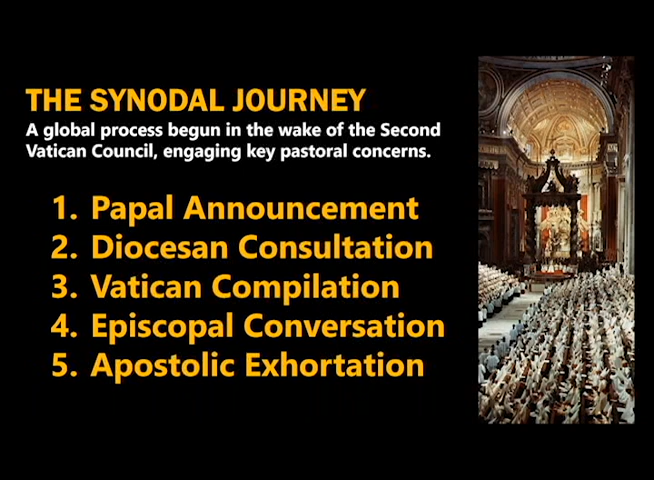 THE SYNODAL JOURNEY
A global process begun in the wake of the Second
Vatican Council, engaging key pastoral concerns.
1. Papal Announcement
2. Diocesan Consultation
3. Vatican Compilation
4. Episcopal Conversation
5. Apostolic Exhortation